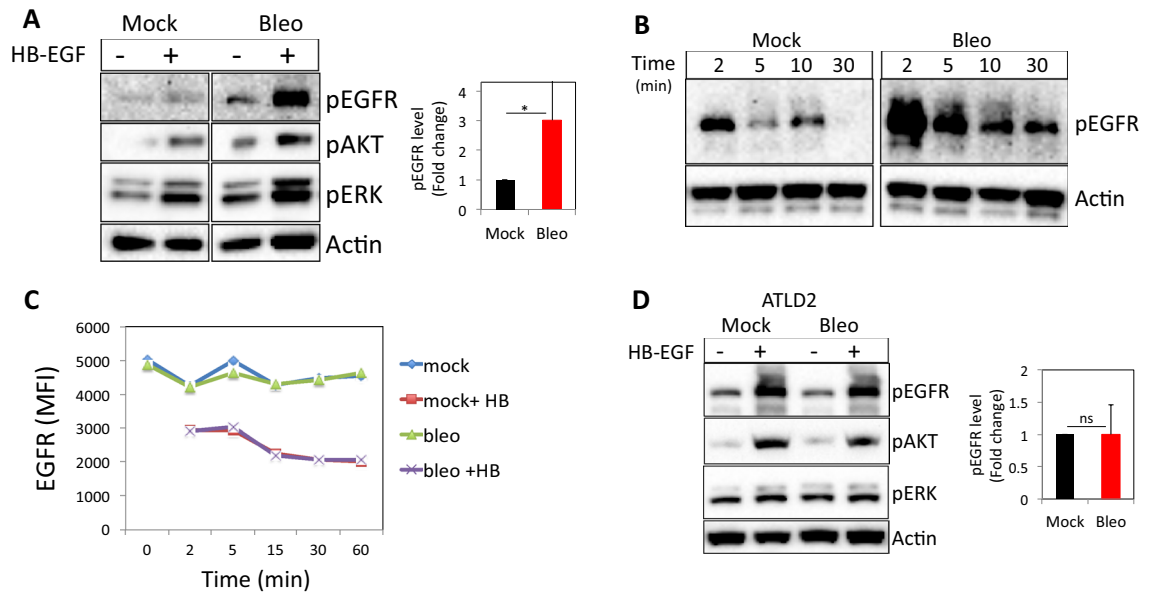 A
Mock Bleo
HB-EGF - + - +
pEGFR
pAKT
pERK
Actin
pEGFR level
(Fold change)
4
3
2
1
0
*
Mock Bleo
B
Mock Bleo
Time 2 5 10 30 2 5 10 30
(min)
pEGFR
Actin
C
EGFR (MFI)
6000
5000
4000
3000
2000
1000
0
0 2 5 15 30 60
Time (min)
mock
mock+ HB
bleo
bleo +HB
D
ATLD2
Mock Bleo
HB-EGF - + - +
pEGFR
pAKT
pERK
Actin
pEGFR level
(Fold change)
2
1.5
1
0.5
0
ns
Mock Bleo